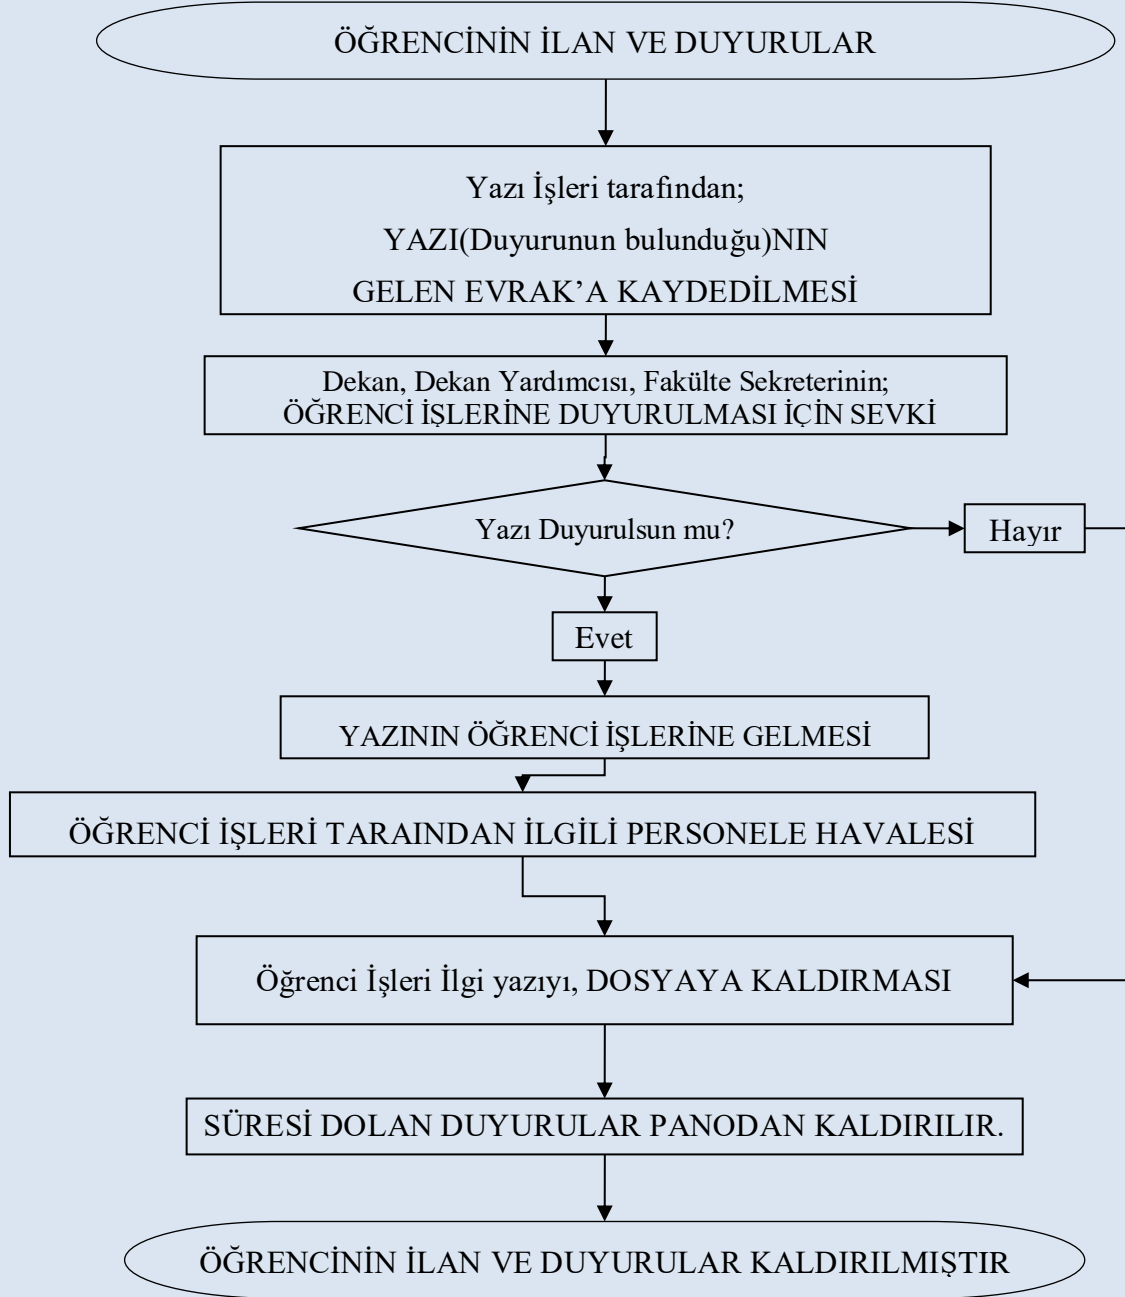 ÖĞRENCİNİN İLAN VE DUYURULAR
Yazı İşleri tarafından;
YAZI(Duyurunun bulunduğu)NIN
GELEN EVRAK’A KAYDEDİLMESİ
Dekan, Dekan Yardımcısı, Fakülte Sekreterinin;
ÖĞRENCİ İŞLERİNE DUYURULMASI İÇİN SEVKİ
Yazı Duyurulsun mu?
Hayır
Evet
YAZININ ÖĞRENCİ İŞLERİNE GELMESİ
ÖĞRENCİ İŞLERİ TARAINDAN İLGİLİ PERSONELE HAVALESİ
Öğrenci İşleri İlgi yazıyı, DOSYAYA KALDIRMASI
SÜRESİ DOLAN DUYURULAR PANODAN KALDIRILIR.
ÖĞRENCİNİN İLAN VE DUYURULAR KALDIRILMIŞTIR